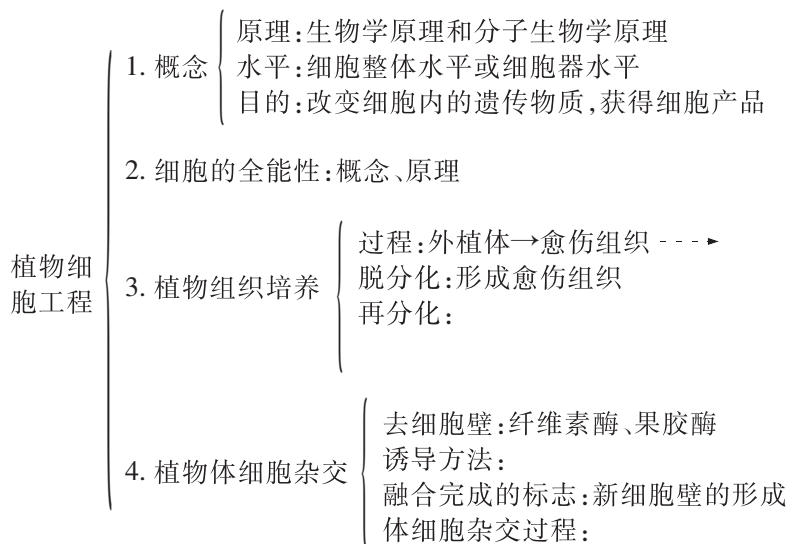 原理:生物学原理和分子生物学原理
1. 概念
水平:细胞整体水平或细胞器水平
目的:改变细胞内的遗传物质,获得细胞产品
2. 细胞的全能性:概念、原理
植物细
胞工程
过程:外植体→愈伤组织
3. 植物组织培养
脱分化:形成愈伤组织
再分化:
去细胞壁:纤维素酶、果胶酶
诱导方法:
4. 植物体细胞杂交
融合完成的标志:新细胞壁的形成
体细胞杂交过程: